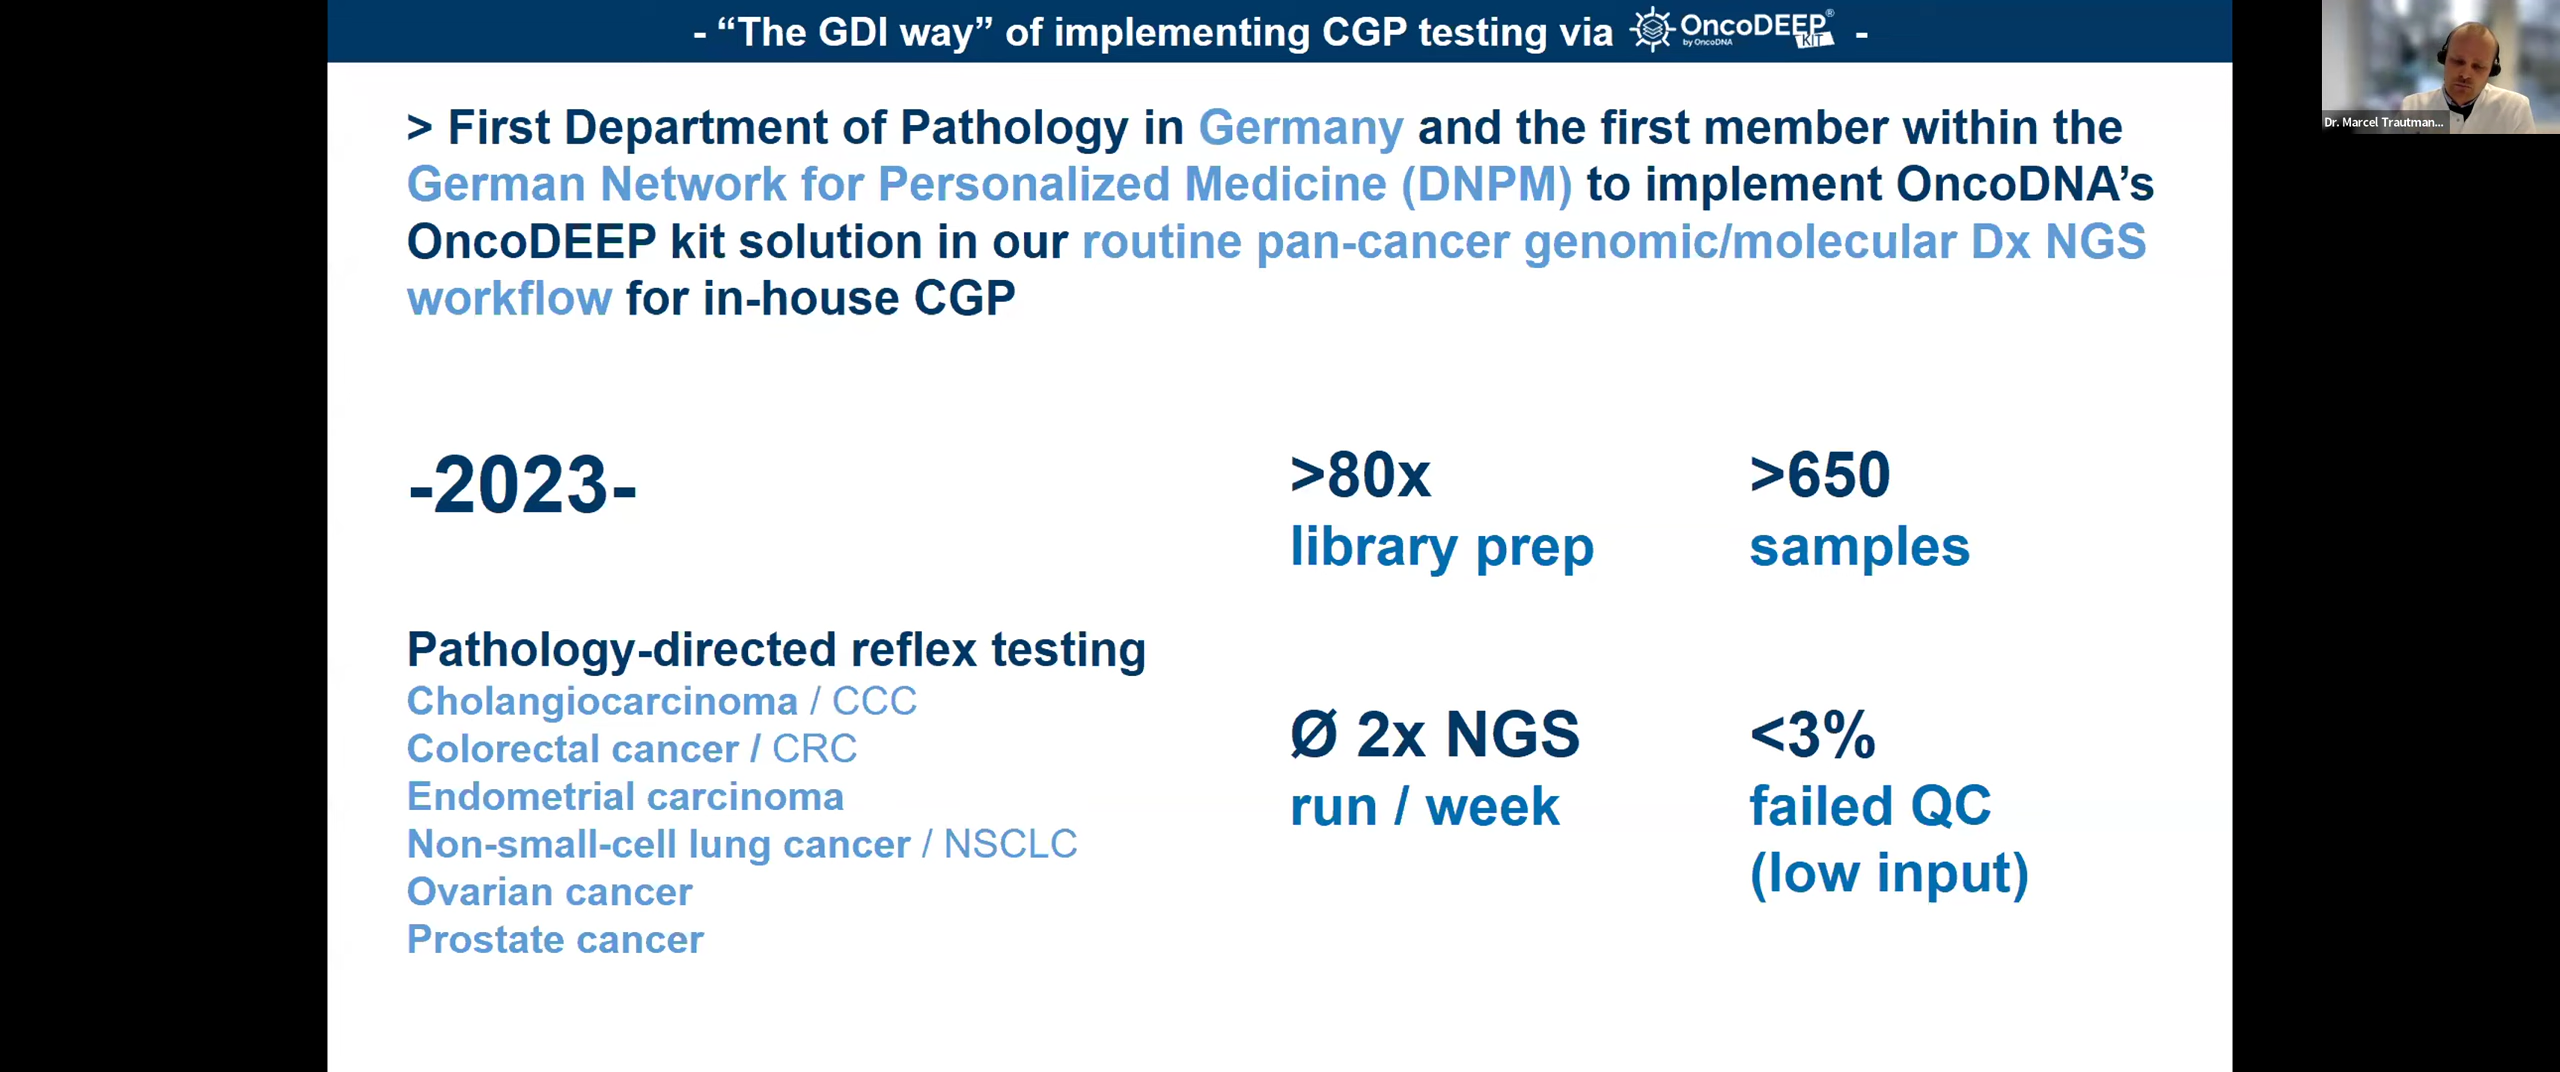 - “The GDI way” of implementing CGP testing via OncoDEEP® KIT by OncoDNA -
Dr. Marcel Trautman...
> First Department of Pathology in Germany and the first member within the
German Network for Personalized Medicine (DNPM) to implement OncoDNA’s
OncoDEEP kit solution in our routine pan-cancer genomic/molecular Dx NGS
workflow for in-house CGP
-2023-
>80x
library prep
>650
samples
Pathology-directed reflex testing
Cholangiocarcinoma / CCC
Colorectal cancer / CRC
Endometrial carcinoma
Non-small-cell lung cancer / NSCLC
Ovarian cancer
Prostate cancer
Ø 2x NGS
run / week
<3%
failed QC
(low input)